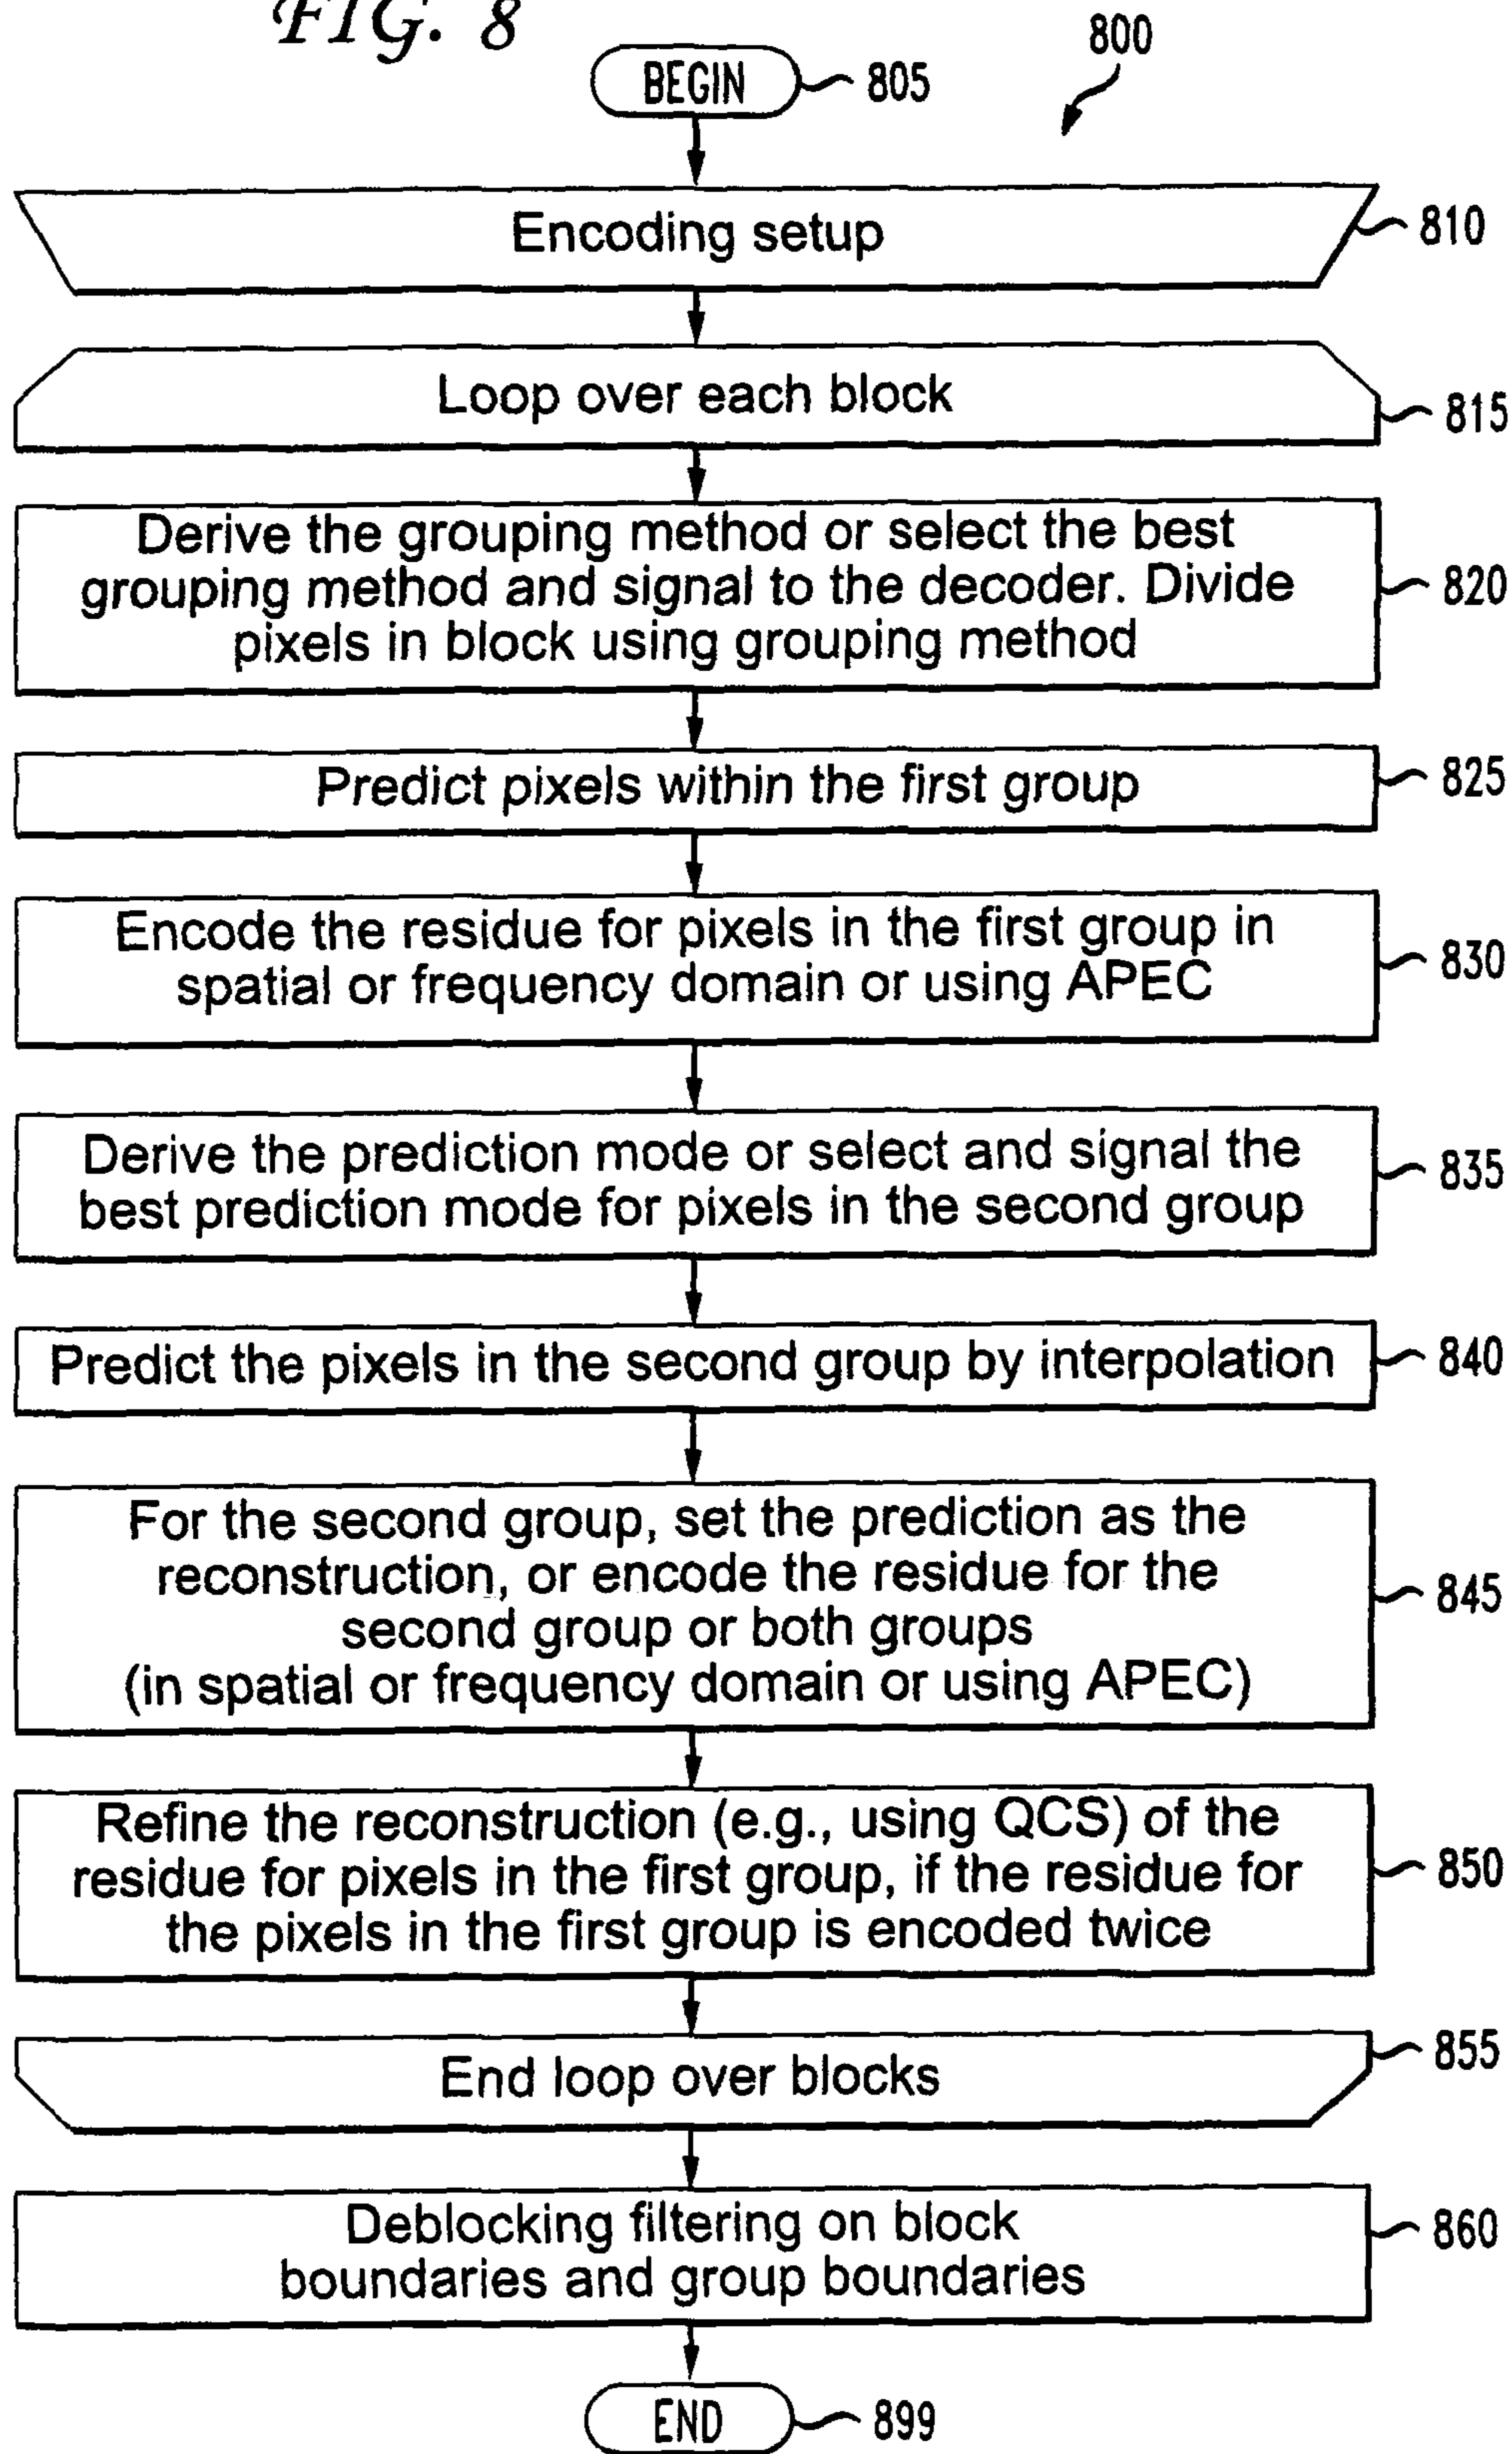 FIG. 8
800
BEGIN 805
Encoding setup 810
Loop over each block 815
Derive the grouping method or select the best
grouping method and signal to the decoder. Divide
pixels in block using grouping method
820
Predict pixels within the first group 825
Encode the residue for pixels in the first group in
spatial or frequency domain or using APEC
830
Derive the prediction mode or select and signal the
best prediction mode for pixels in the second group
835
Predict the pixels in the second group by interpolation 840
For the second group, set the prediction as the
reconstruction, or encode the residue for the
second group or both groups
(in spatial or frequency domain or using APEC)
845
Refine the reconstruction (e.g., using QCS) of the
residue for pixels in the first group, if the residue for
the pixels in the first group is encoded twice
850
End loop over blocks 855
Deblocking filtering on block
boundaries and group boundaries
860
END 899